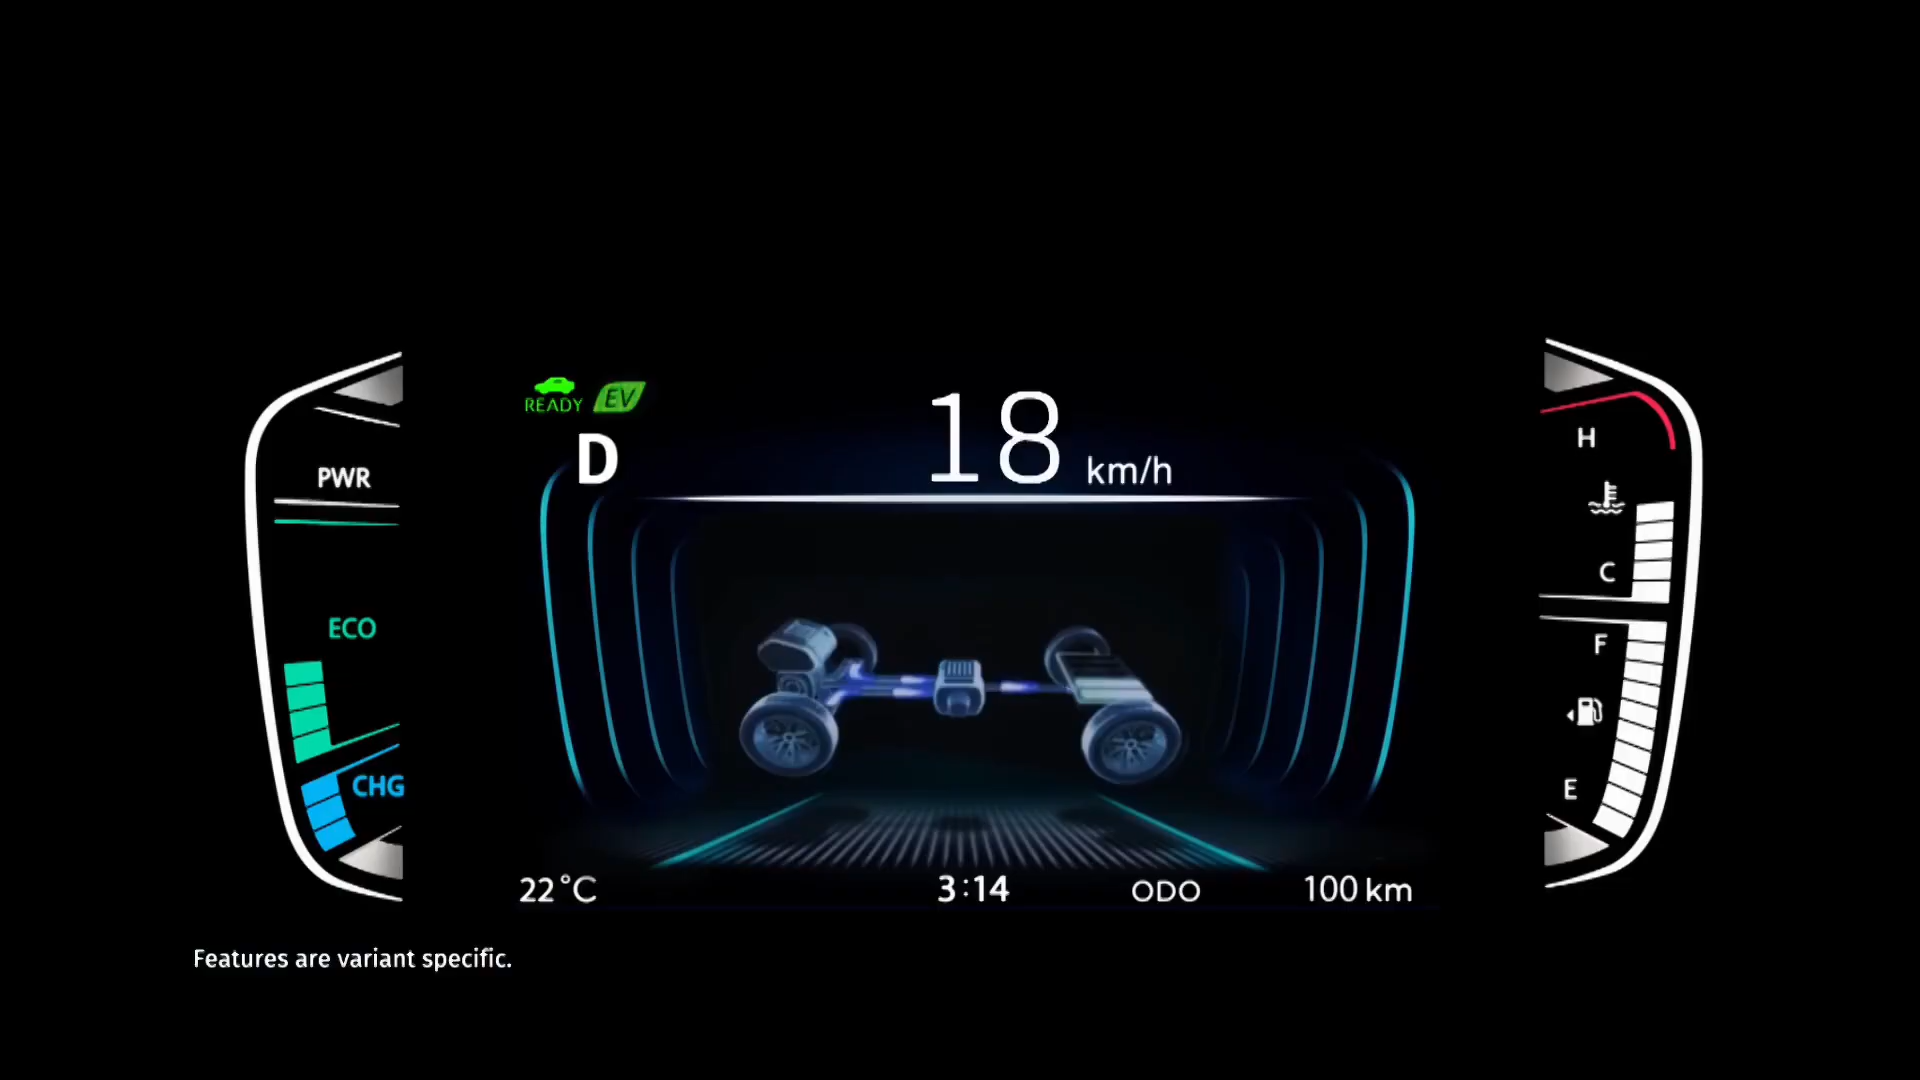 READY EV
D
18 km/h
PWR
ECO
CHG
H
C
F
E
22°C
3:14
ODO
100 km
Features are variant specific.